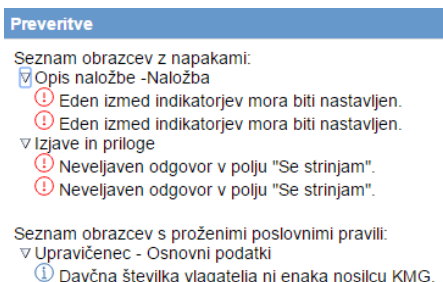 Preveritve
Seznam obrazcev z napakami:
Opis naložbe -Naložba
Eden izmed indikatorjev mora biti nastavljen.
Eden izmed indikatorjev mora biti nastavljen.
Izjave in priloge
Neveljaven odgovor v polju "Se strinjam".
Neveljaven odgovor v polju "Se strinjam".
Seznam obrazcev s proženimi poslovnimi pravili:
Upravičenec - Osnovni podatki
Davčna številka vlagatelja ni enaka nosilcu KMG.